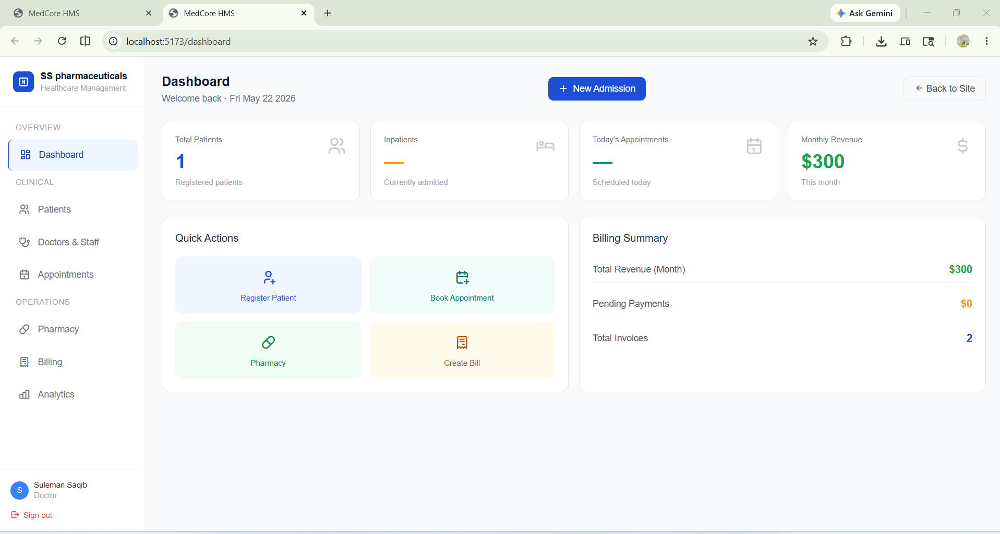 MedCore HMS
MedCore HMS
Ask Gemini
localhost:5173/dashboard
H
SS pharmaceuticals
Healthcare Management
OVERVIEW
Dashboard
CLINICAL
Patients
Doctors & Staff
Appointments
OPERATIONS
Pharmacy
Billing
Analytics
S
Suleman Saqib
Doctor
Sign out
Dashboard
Welcome back · Fri May 22 2026
+ New Admission
← Back to Site
Total Patients
1
Registered patients
Inpatients
—
Currently admitted
Today's Appointments
—
Scheduled today
Monthly Revenue
$300
This month
Quick Actions
Register Patient
Book Appointment
Pharmacy
Create Bill
Billing Summary
Total Revenue (Month) $300
Pending Payments $0
Total Invoices 2